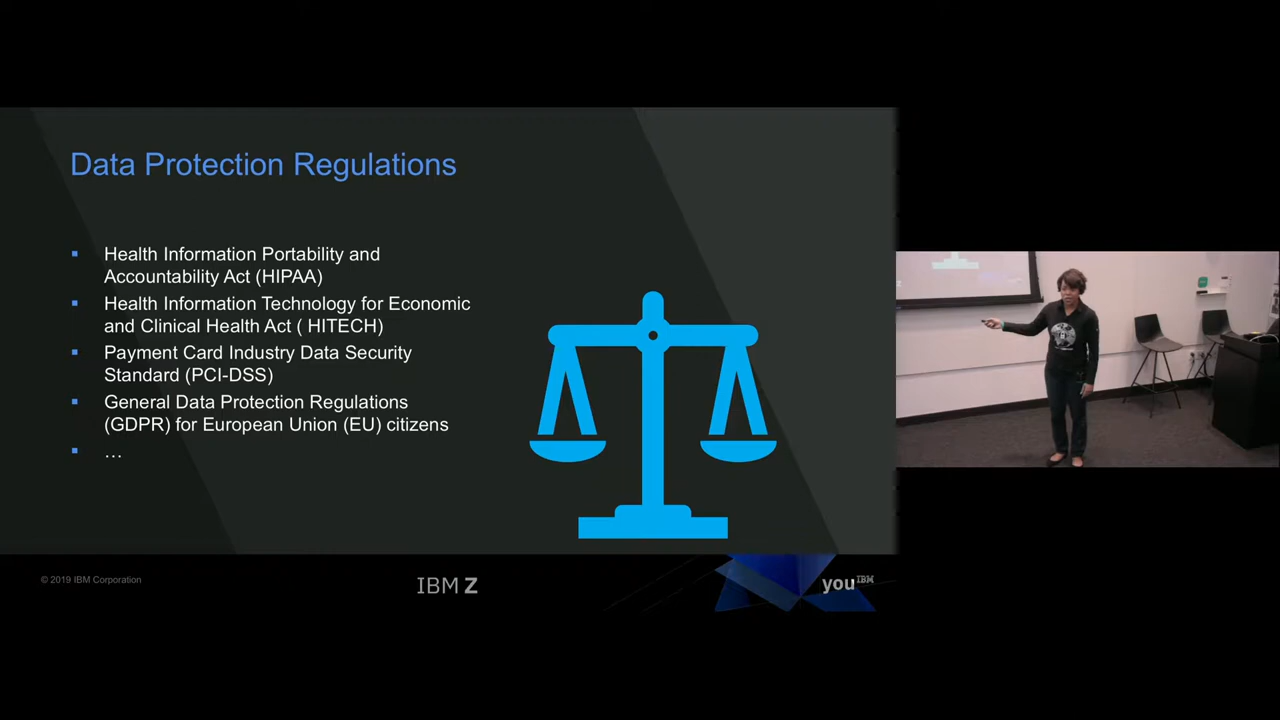 Data Protection Regulations
▪ Health Information Portability and
Accountability Act (HIPAA)
▪ Health Information Technology for Economic
and Clinical Health Act ( HITECH)
▪ Payment Card Industry Data Security
Standard (PCI-DSS)
▪ General Data Protection Regulations
(GDPR) for European Union (EU) citizens
▪ …
© 2019 IBM Corporation
IBM Z
you IBM